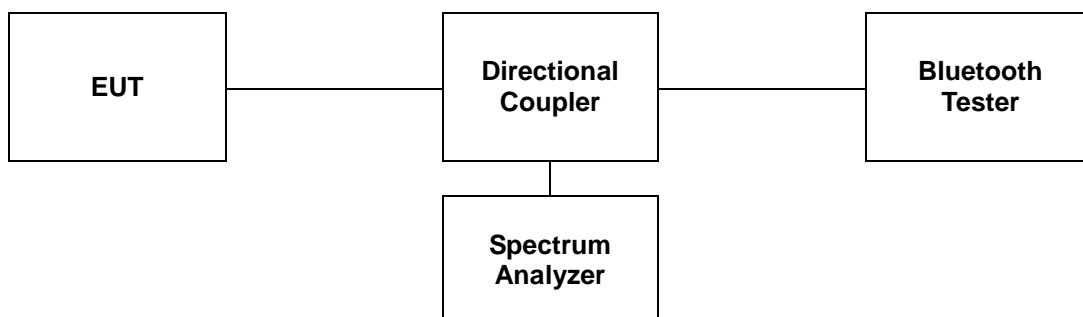 EUT
Directional
Coupler
Bluetooth
Tester
Spectrum
Analyzer